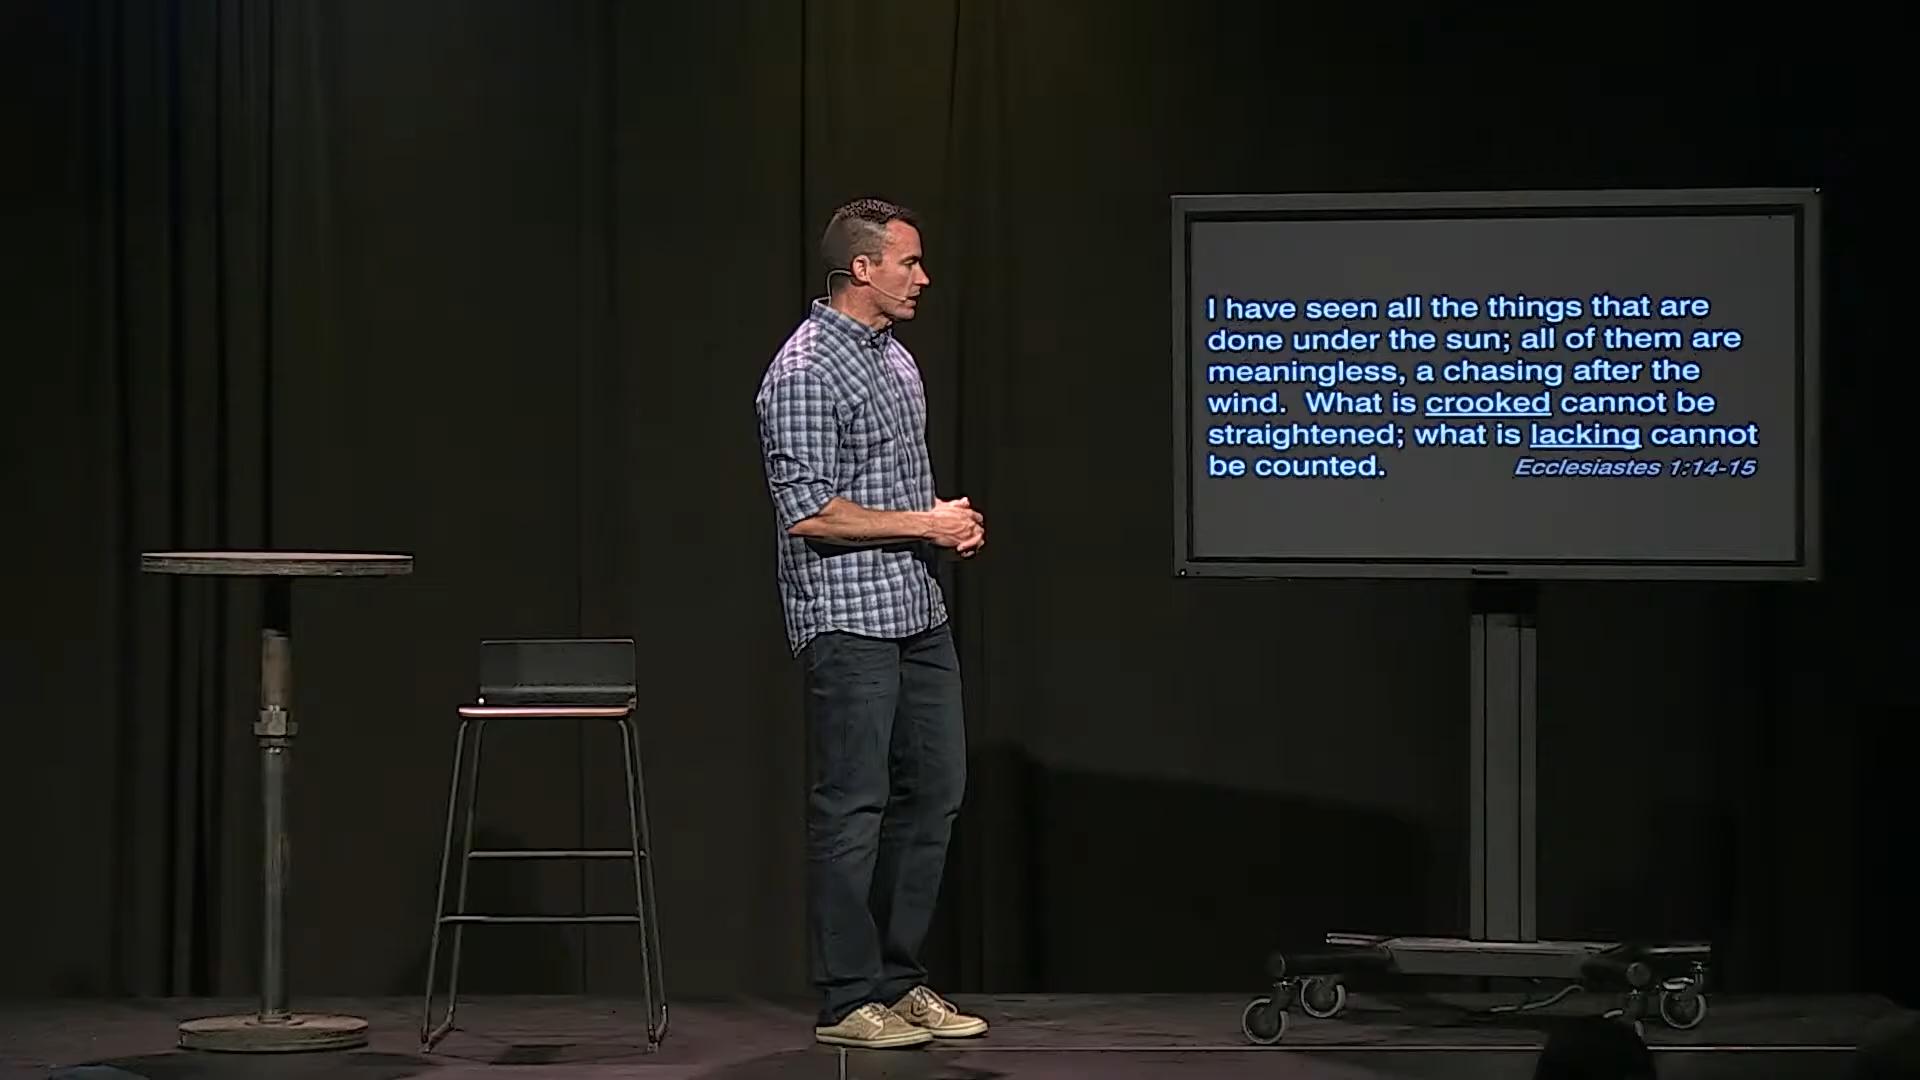 I have seen all the things that are
done under the sun; all of them are
meaningless, a chasing after the
wind.  What is crooked cannot be
straightened; what is lacking cannot
be counted.
Ecclesiastes 1:14-15